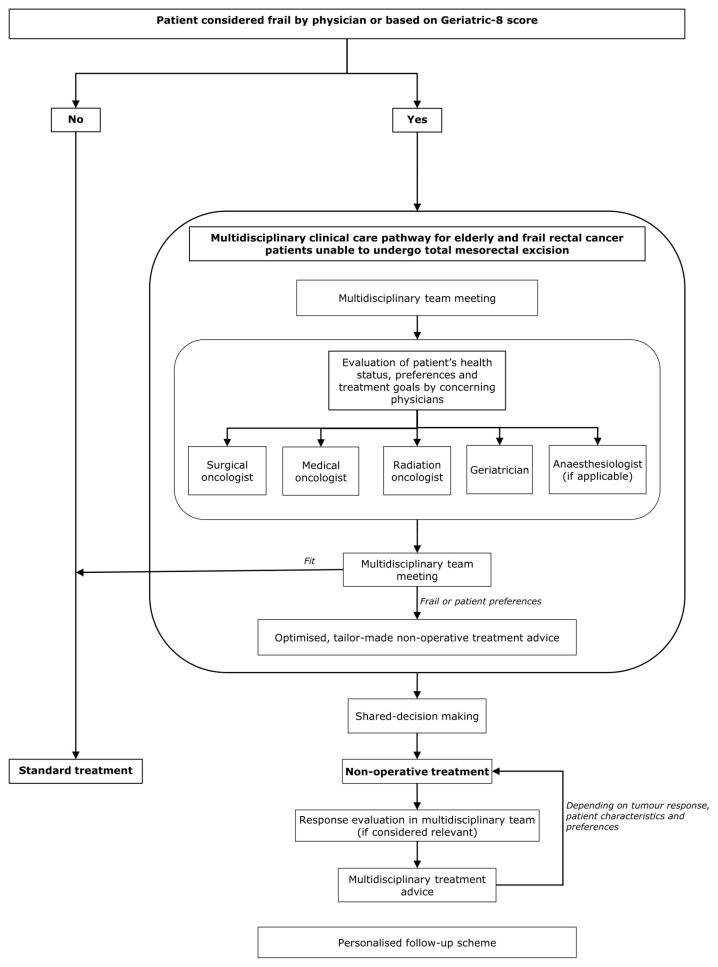 Patient considered frail by physician or based on Geriatric-8 score
No
Yes
Multidisciplinary clinical care pathway for elderly and frail rectal cancer
patients unable to undergo total mesorectal excision
Multidisciplinary team meeting
Evaluation of patient's health
status, preferences and
treatment goals by concerning
physicians
Surgical
oncologist
Medical
oncologist
Radiation
oncologist
Geriatrician
Anaesthesiologist
(if applicable)
Fit
Multidisciplinary team
meeting
Frail or patient preferences
Optimised, tailor-made non-operative treatment advice
Shared-decision making
Standard treatment
Non-operative treatment
Depending on tumour response,
patient characteristics and
preferences
Response evaluation in multidisciplinary team
(if considered relevant)
Multidisciplinary treatment
advice
Personalised follow-up scheme